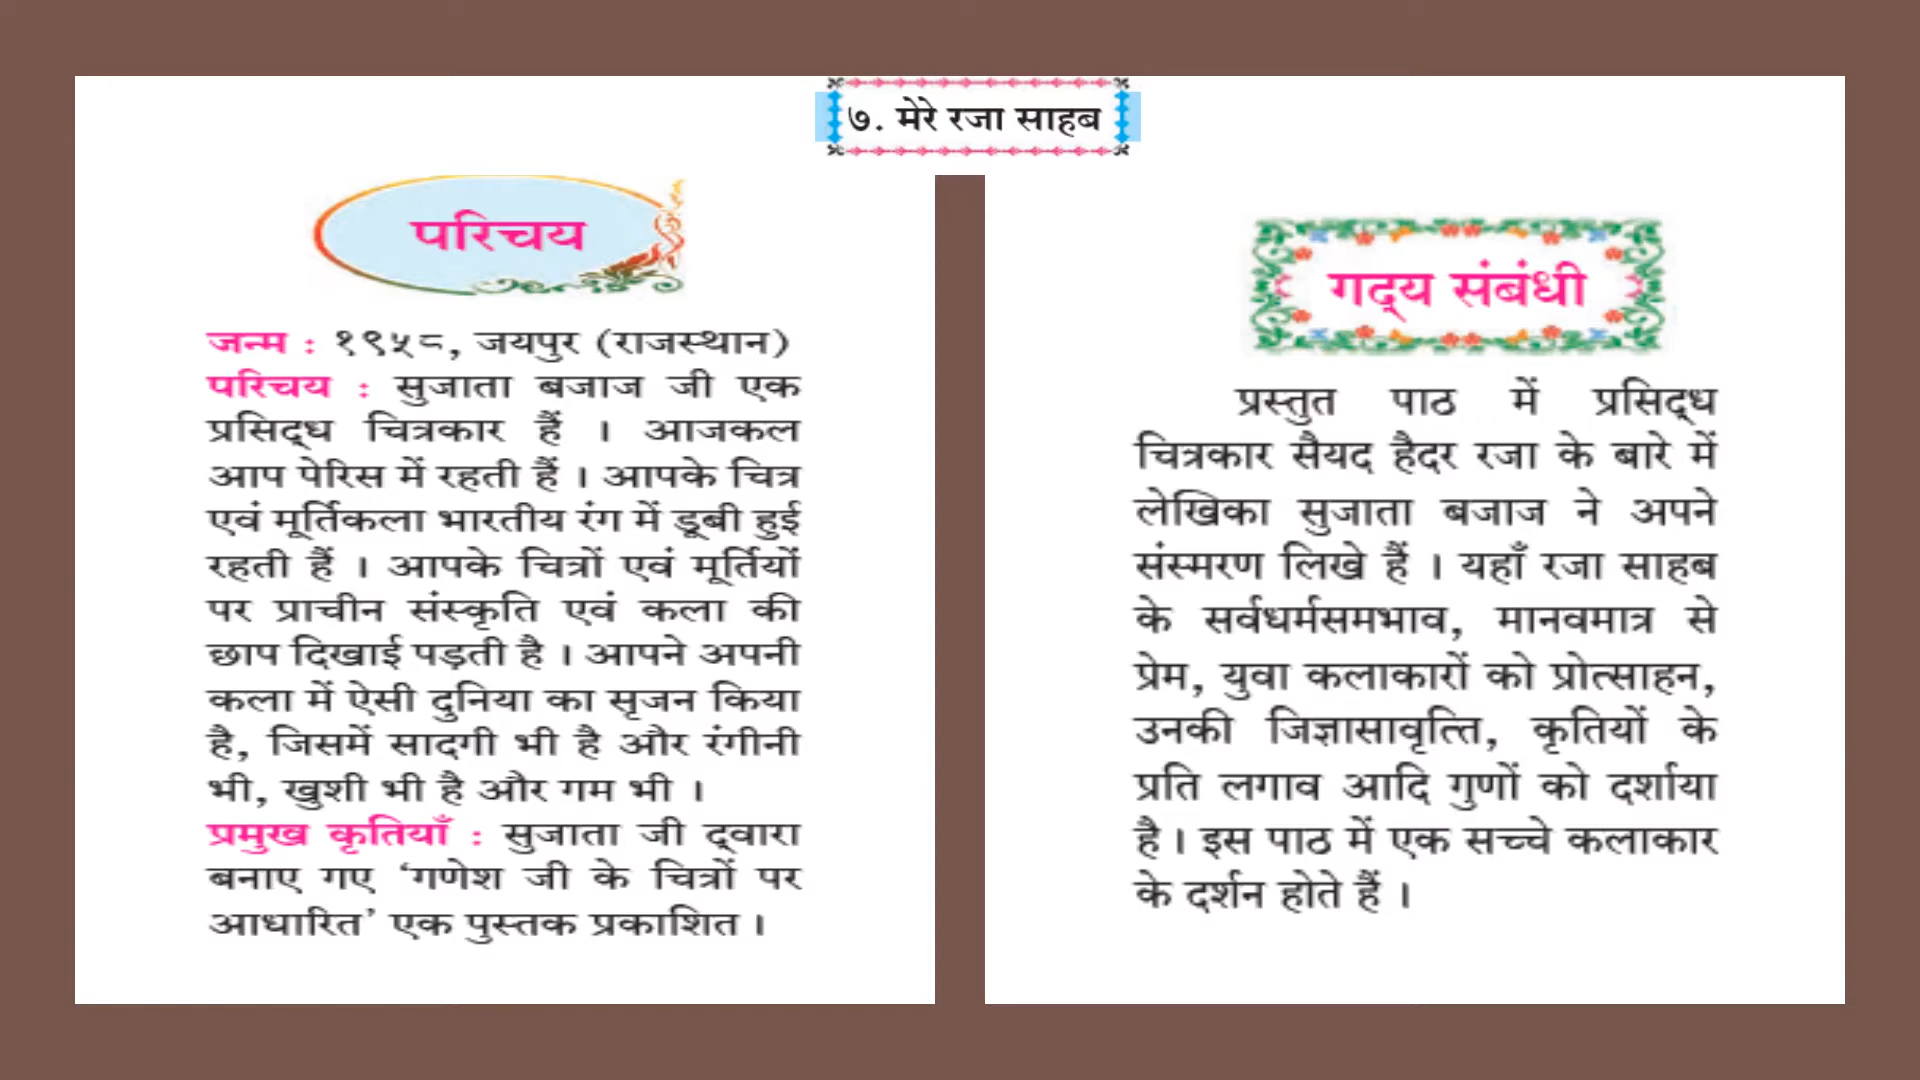 ७. मेरे रजा साहब
परिचय
जन्म : १९५८, जयपुर (राजस्थान)
परिचय : सुजाता बजाज जी एक
प्रसिद्ध चित्रकार हैं । आजकल
आप पेरिस में रहती हैं । आपके चित्र
एवं मूर्तिकला भारतीय रंग में डूबी हुई
रहती हैं । आपके चित्रों एवं मूर्तियों
पर प्राचीन संस्कृति एवं कला की
छाप दिखाई पड़ती है । आपने अपनी
कला में ऐसी दुनिया का सृजन किया
है, जिसमें सादगी भी है और रंगीनी
भी, खुशी भी है और गम भी ।
प्रमुख कृतियाँ : सुजाता जी द्वारा
बनाए गए ‘गणेश जी के चित्रों पर
आधारित’ एक पुस्तक प्रकाशित ।
गद्य संबंधी
प्रस्तुत पाठ में प्रसिद्ध
चित्रकार सैयद हैदर रजा के बारे में
लेखिका सुजाता बजाज ने अपने
संस्मरण लिखे हैं । यहाँ रजा साहब
के सर्वधर्मसमभाव, मानवमात्र से
प्रेम, युवा कलाकारों को प्रोत्साहन,
उनकी जिज्ञासावृत्ति, कृतियों के
प्रति लगाव आदि गुणों को दर्शाया
है । इस पाठ में एक सच्चे कलाकार
के दर्शन होते हैं ।